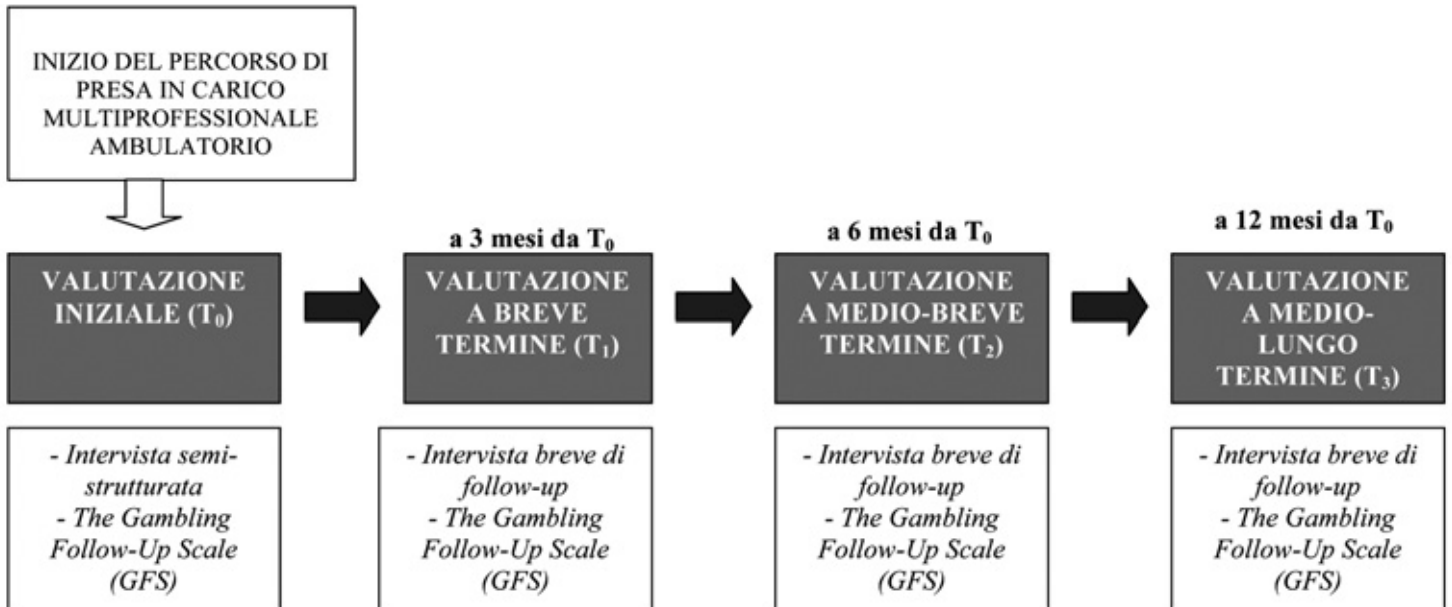 INIZIO DEL PERCORSO DI
PRESA IN CARICO
MULTIPROFESSIONALE
AMBULATORIO
VALUTAZIONE
INIZIALE (T₀)
- Intervista semi-
strutturata
- The Gambling
Follow-Up Scale
(GFS)
a 3 mesi da T₀
VALUTAZIONE
A BREVE
TERMINE (T₁)
- Intervista breve di
follow-up
- The Gambling
Follow-Up Scale
(GFS)
a 6 mesi da T₀
VALUTAZIONE
A MEDIO-BREVE
TERMINE (T₂)
- Intervista breve di
follow-up
- The Gambling
Follow-Up Scale
(GFS)
a 12 mesi da T₀
VALUTAZIONE
A MEDIO-
LUNGO
TERMINE (T₃)
- Intervista breve di
follow-up
- The Gambling
Follow-Up Scale
(GFS)